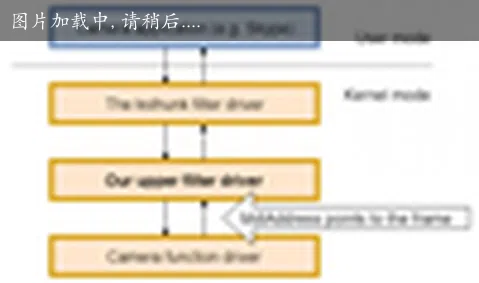 图片加载中,请稍后....
(e.g. Skype)
User mode
Kernel mode
The ksthunk filter driver
Our upper filter driver
MdlAddress points to the frame
Camera function driver